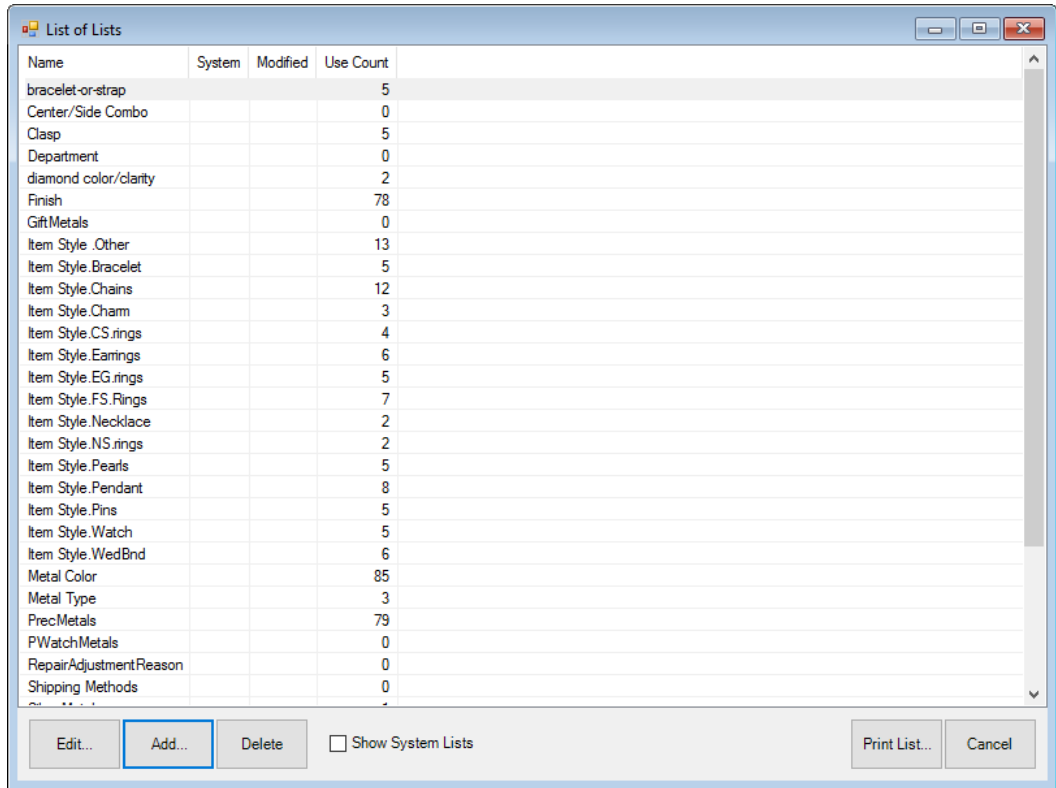 List of Lists
Name System Modified Use Count
bracelet-or-strap 5
Center/Side Combo 0
Clasp 5
Department 0
diamond color/clarity 2
Finish 78
GiftMetals 0
Item Style .Other 13
Item Style.Bracelet 5
Item Style.Chains 12
Item Style.Charm 3
Item Style.CS.rings 4
Item Style.Earrings 6
Item Style.EG.rings 5
Item Style.FS.Rings 7
Item Style.Necklace 2
Item Style.NS.rings 2
Item Style.Pearls 5
Item Style.Pendant 8
Item Style.Pins 5
Item Style.Watch 5
Item Style.WedBnd 6
Metal Color 85
Metal Type 3
PrecMetals 79
PWatchMetals 0
RepairAdjustmentReason 0
Shipping Methods 0
Edit... Add... Delete Show System Lists Print List... Cancel